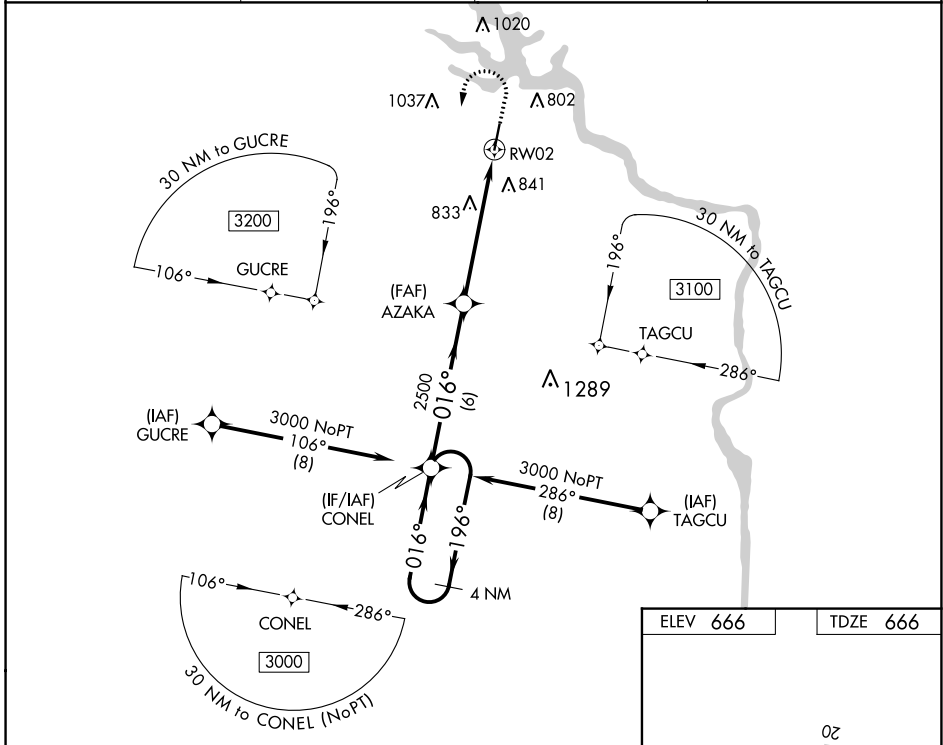 1020
1037
802
RW02
841
833
30 NM to GUCRE
3200
196°
106°
GUCRE
30 NM to TAGCU
196°
3100
TAGCU
286°
(FAF)
AZAKA
1289
2500
016°
(6)
(IAF)
GUCRE
3000 NoPT
106°
(8)
3000 NoPT
286°
(8)
(IAF)
TAGCU
(IF/IAF)
CONEL
016°
196°
4 NM
106°
286°
CONEL
3000
30 NM to CONEL (NoPT)
ELEV 666
TDZE 666
20